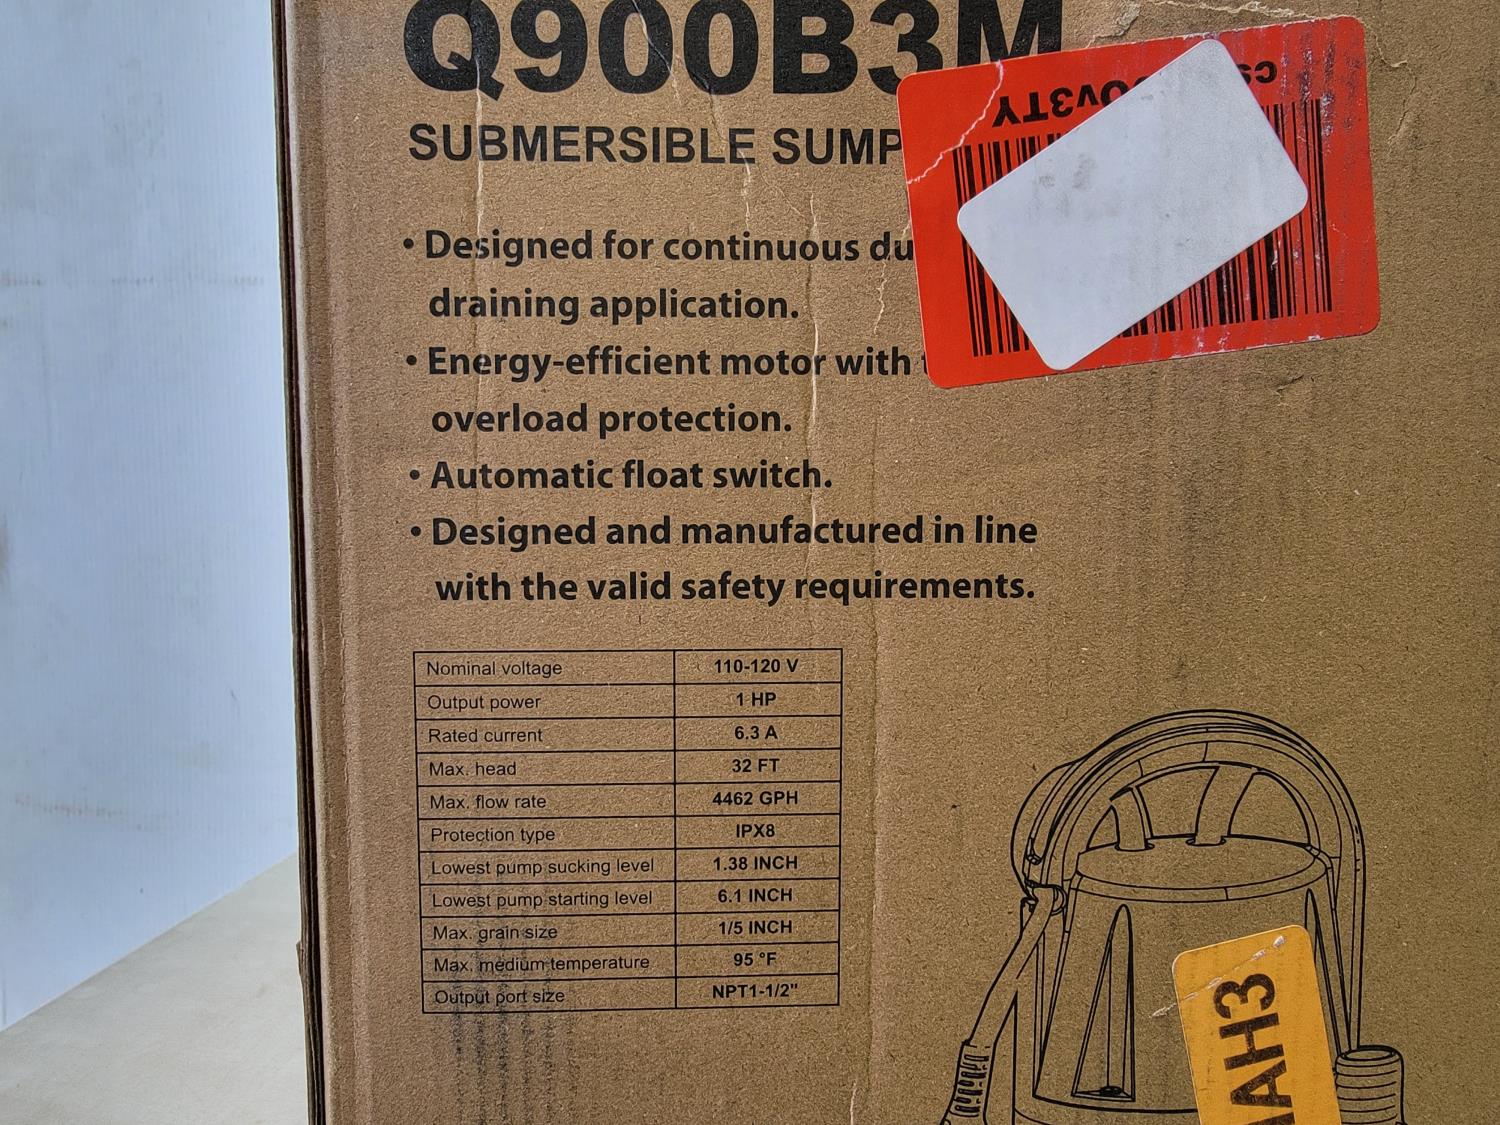 Q900B3M
SUBMERSIBLE SUMP
• Designed for continuous
draining application.
• Energy-efficient motor with
overload protection.
• Automatic float switch.
• Designed and manufactured in line
with the valid safety requirements.
Nominal voltage 110-120 V
Output power 1 HP
Rated current 6.3 A
Max. head 32 FT
Max. flow rate 4462 GPH
Protection type IPX8
Lowest pump sucking level 1.38 INCH
Lowest pump starting level 6.1 INCH
Max. grain size 1/5 INCH
Max. medium temperature 95 °F
Output port size NPT1-1/2"